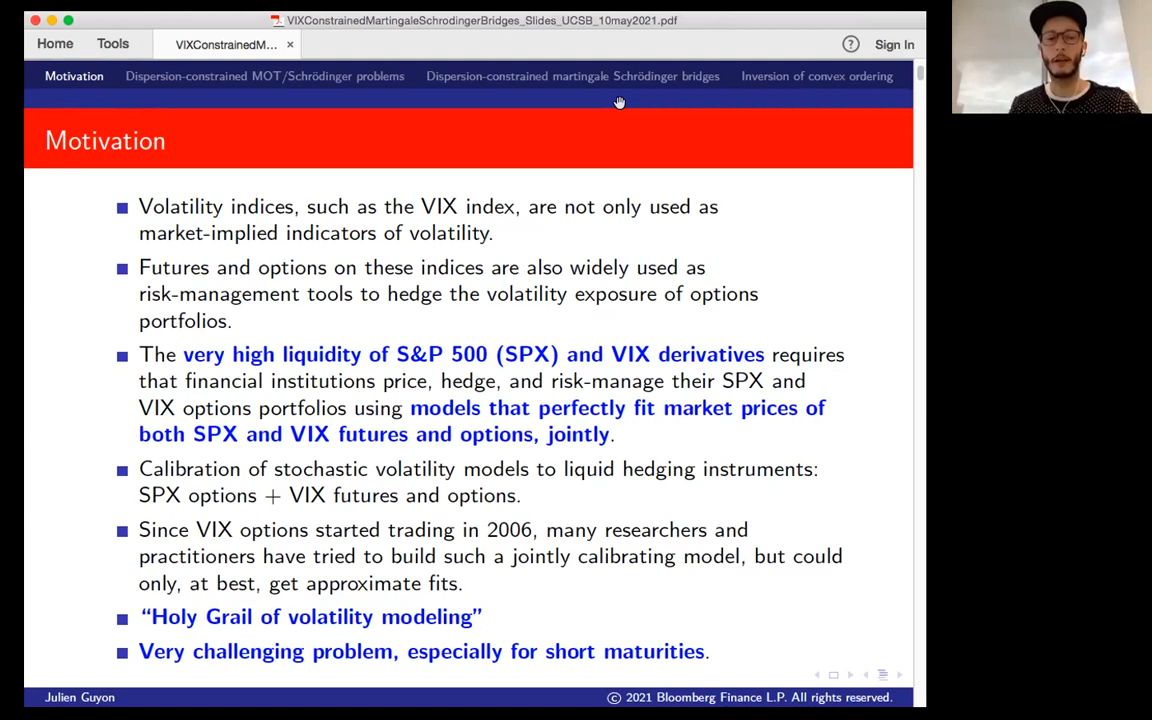 VIXConstrainedMartingaleSchrodingerBridges_Slides_UCSB_10may2021.pdf
Home Tools VIXConstrainedM... × ? Sign In
Motivation Dispersion-constrained MOT/Schrödinger problems Dispersion-constrained martingale Schrödinger bridges Inversion of convex ordering
Motivation
Volatility indices, such as the VIX index, are not only used as
market-implied indicators of volatility.
Futures and options on these indices are also widely used as
risk-management tools to hedge the volatility exposure of options
portfolios.
The very high liquidity of S&P 500 (SPX) and VIX derivatives requires
that financial institutions price, hedge, and risk-manage their SPX and
VIX options portfolios using models that perfectly fit market prices of
both SPX and VIX futures and options, jointly.
Calibration of stochastic volatility models to liquid hedging instruments:
SPX options + VIX futures and options.
Since VIX options started trading in 2006, many researchers and
practitioners have tried to build such a jointly calibrating model, but could
only, at best, get approximate fits.
“Holy Grail of volatility modeling”
Very challenging problem, especially for short maturities.
Julien Guyon © 2021 Bloomberg Finance L.P. All rights reserved.